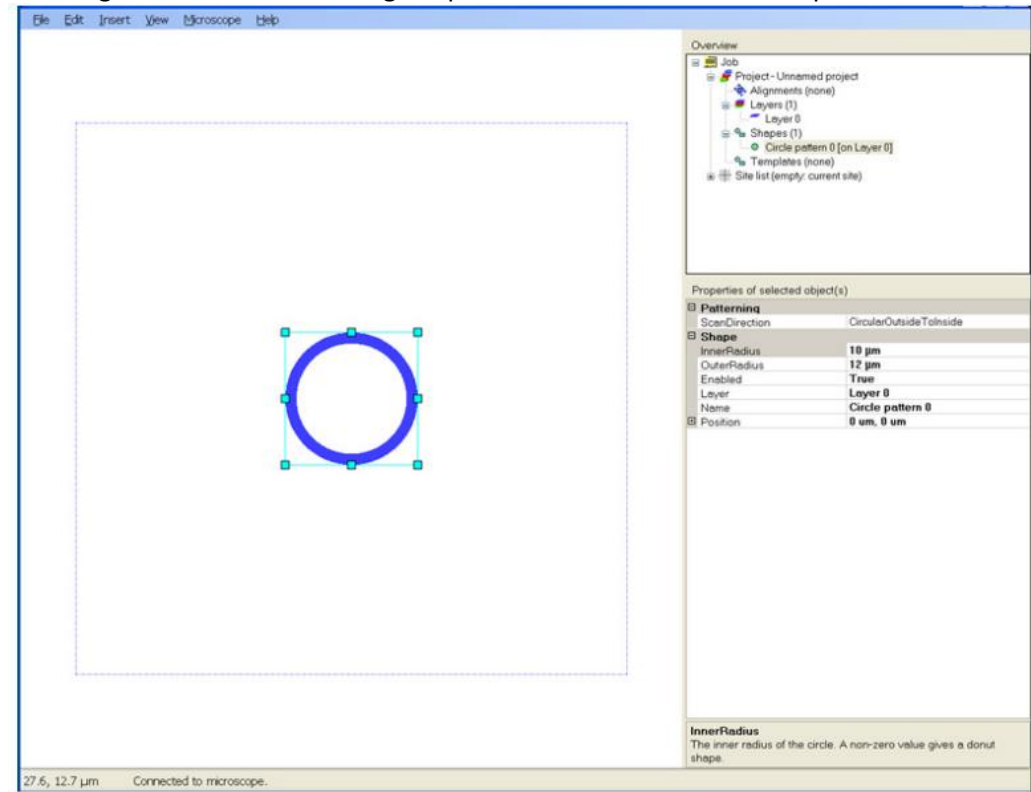 File Edit Insert View Microscope Help
Overview
Job
Project - Unnamed project
Alignments (none)
Layers (1)
Layer 0
Shapes (1)
Circle pattern 0 [on Layer 0]
Templates (none)
Site list (empty: current site)
Properties of selected object(s)
Patterning
ScanDirection CircularOutsideToInside
Shape
InnerRadius 10 µm
OuterRadius 12 µm
Enabled True
Layer Layer 0
Name Circle pattern 0
Position 0 um, 0 um
InnerRadius
The inner radius of the circle. A non-zero value gives a donut
shape.
27.6, 12.7 µm Connected to microscope.